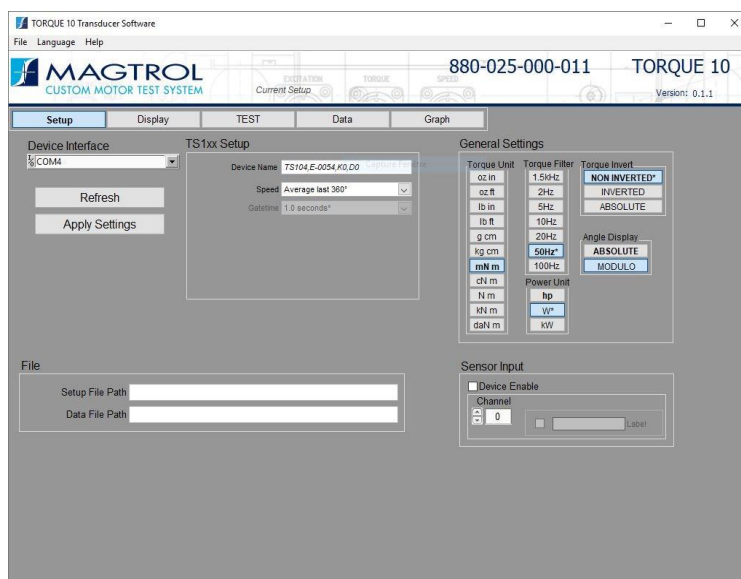 TORQUE 10 Transducer Software
File Language Help
MAGTROL
CUSTOM MOTOR TEST SYSTEM
EXCITATION TORQUE SPEED
Current Setup
880-025-000-011
TORQUE 10
Version: 0.1.1
Setup Display TEST Data Graph
Device Interface
COM4
Refresh
Apply Settings
TS1xx Setup
Device Name TS104,E-0054,K0,D0
Speed Average last 360°
Gatetime 1.0 seconds*
General Settings
Torque Unit
oz in
oz ft
lb in
lb ft
g cm
kg cm
mN m
cN m
N m
kN m
daN m
Torque Filter
1.5kHz
2Hz
5Hz
10Hz
20Hz
50Hz*
100Hz
Power Unit
hp
W*
kW
Torque Invert
NON INVERTED*
INVERTED
ABSOLUTE
Angle Display
ABSOLUTE
MODULO
File
Setup File Path
Data File Path
Sensor Input
Device Enable
Channel
0
Label